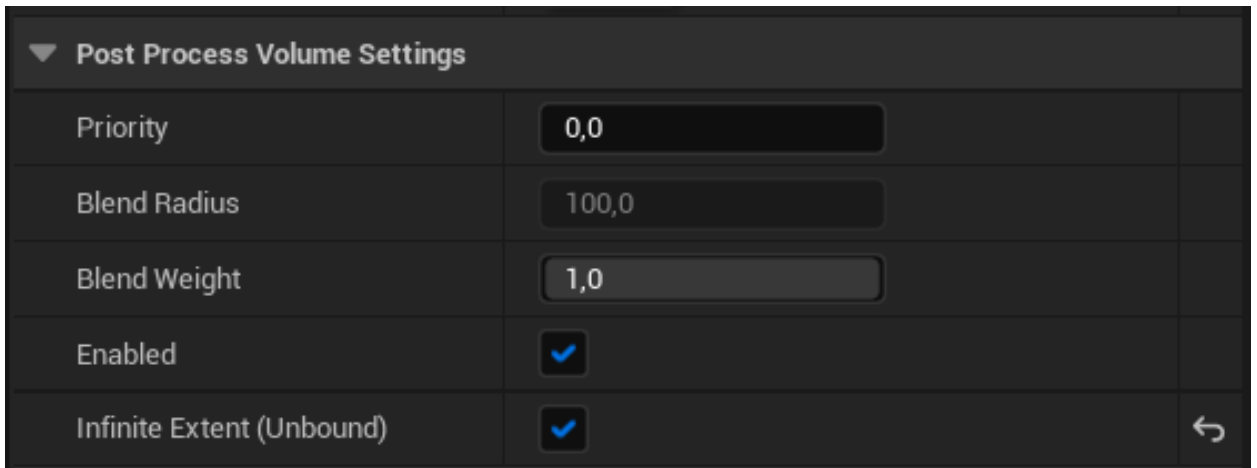 Post Process Volume Settings
Priority 0,0
Blend Radius 100,0
Blend Weight 1,0
Enabled
Infinite Extent (Unbound)